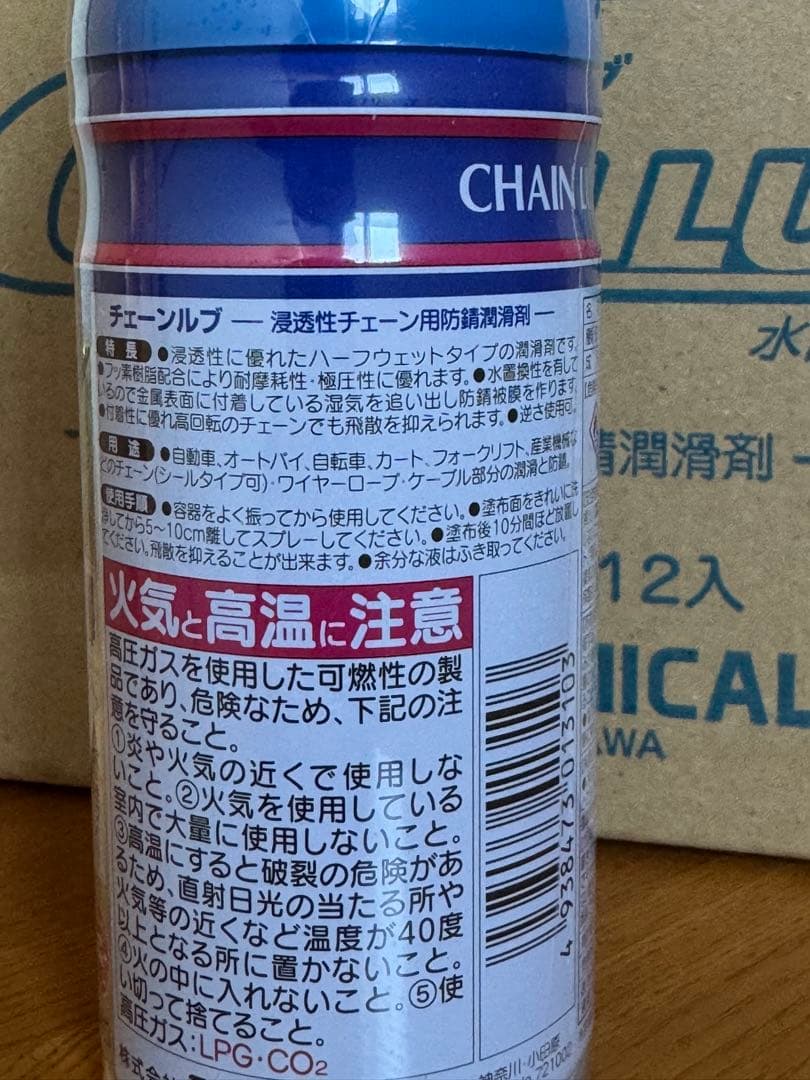 CHAIN L
チェーンルブ ― 浸透性チェーン用防錆潤滑剤―
特長 ●浸透性に優れたハーフウェットタイプの潤滑剤です。
●フッ素樹脂配合により耐摩耗性・極圧性に優れます。●水置換性を有して
いるので金属表面に付着している湿気を追い出し防錆被膜を作ります。
●付着性に優れ高回転のチェーンでも飛散を抑えられます。●逆さ使用可。
用途 ●自動車、オートバイ、自転車、カート、フォークリフト、産業機械な
どのチェーン(シールタイプ可)・ワイヤーロープ・ケーブル部分の潤滑と防錆。
使用手順 ●容器をよく振ってから使用してください。●塗布面をきれいに洗
浄してから5～10cm離してスプレーしてください。●塗布後10分間ほど放置し
てください。飛散を抑えることが出来ます。●余分な液はふき取ってください。
火気と高温に注意
高圧ガスを使用した可燃性の製
品であり、危険なため、下記の注
意を守ること。
①炎や火気の近くで使用しな
いこと。②火気を使用している
室内で大量に使用しないこと。
③高温にすると破裂の危険があ
るため、直射日光の当たる所や
火気等の近くなど温度が40度
以上となる所に置かないこと。
④火の中に入れないこと。⑤使
い切って捨てること。
高圧ガス：LPG・CO₂
株式会
神奈川・小田原
721002
4 938473 013103
LU
水
錆潤滑剤 -
12入
MICAL
AWA